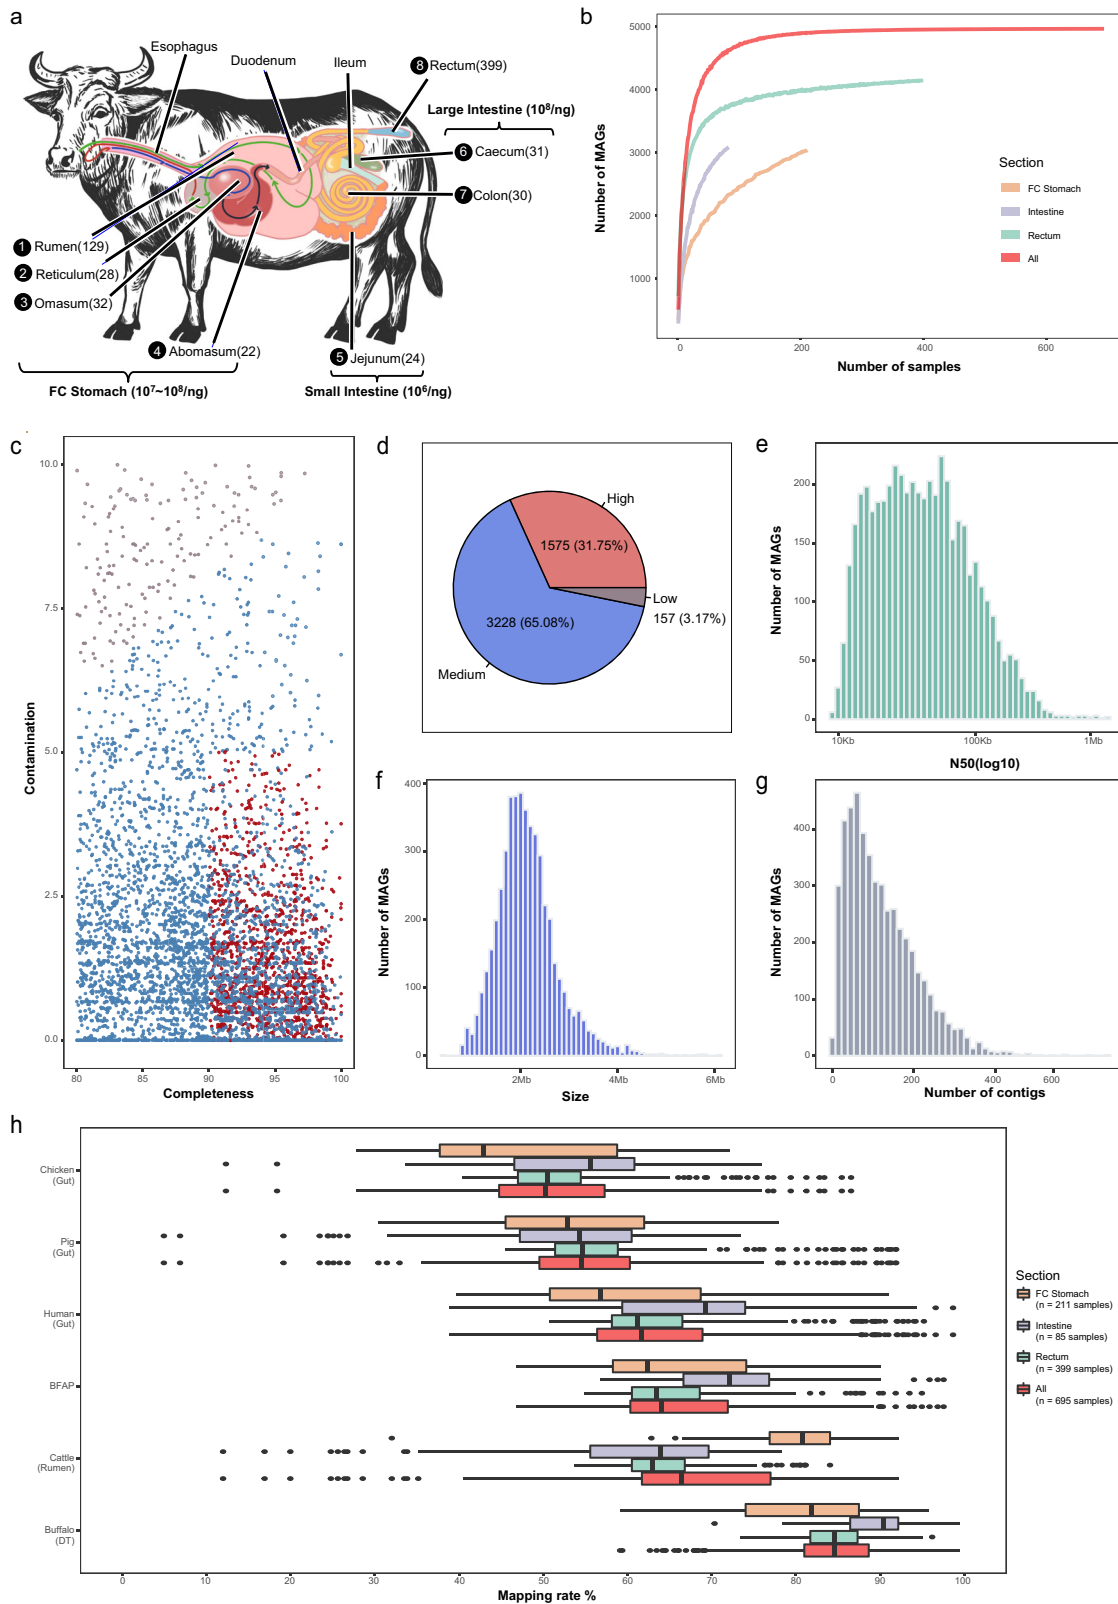 a
Esophagus
Duodenum
Ileum
8 Rectum(399)
Large Intestine (10⁸/ng)
6 Caecum(31)
7 Colon(30)
1 Rumen(129)
2 Reticulum(28)
3 Omasum(32)
4 Abomasum(22)
5 Jejunum(24)
FC Stomach (10⁷~10⁸/ng)
Small Intestine (10⁶/ng)
b
Number of MAGs
5000
4000
3000
2000
1000
0
200
400
600
Number of samples
Section
FC Stomach
Intestine
Rectum
All
c
Contamination
10.0
7.5
5.0
2.5
0.0
80
85
90
95
100
Completeness
d
High
1575 (31.75%)
Low
157 (3.17%)
3228 (65.08%)
Medium
e
Number of MAGs
200
150
100
50
0
10Kb
100Kb
1Mb
N50(log10)
f
Number of MAGs
400
300
200
100
0
2Mb
4Mb
6Mb
Size
g
Number of MAGs
400
300
200
100
0
0
200
400
600
Number of contigs
h
Chicken
(Gut)
Pig
(Gut)
Human
(Gut)
BFAP
Cattle
(Rumen)
Buffalo
(DT)
0
10
20
30
40
50
60
70
80
90
100
Mapping rate %
Section
FC Stomach
(n = 211 samples)
Intestine
(n = 85 samples)
Rectum
(n = 399 samples)
All
(n = 695 samples)